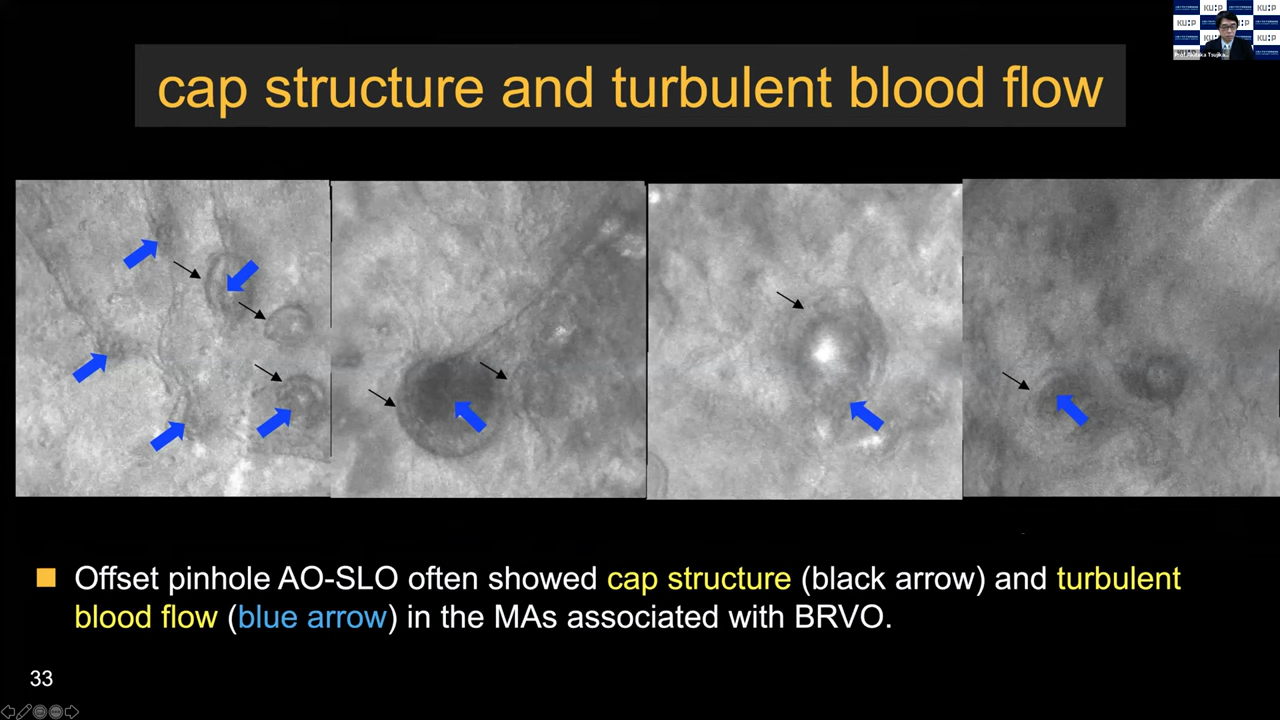 KU:P
cap structure and turbulent blood flow
Offset pinhole AO-SLO often showed cap structure (black arrow) and turbulent
blood flow (blue arrow) in the MAs associated with BRVO.
33